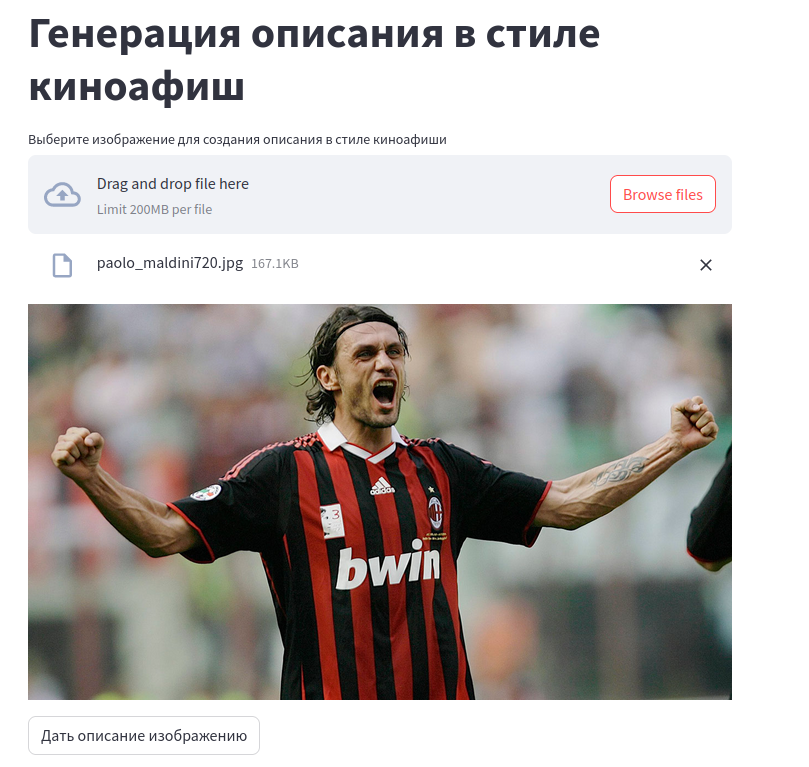 Генерация описания в стиле
киноафиш
Выберите изображение для создания описания в стиле киноафиши
Drag and drop file here
Limit 200MB per file
Browse files
paolo_maldini720.jpg 167.1KB
adidas
3
bwin
Дать описание изображению